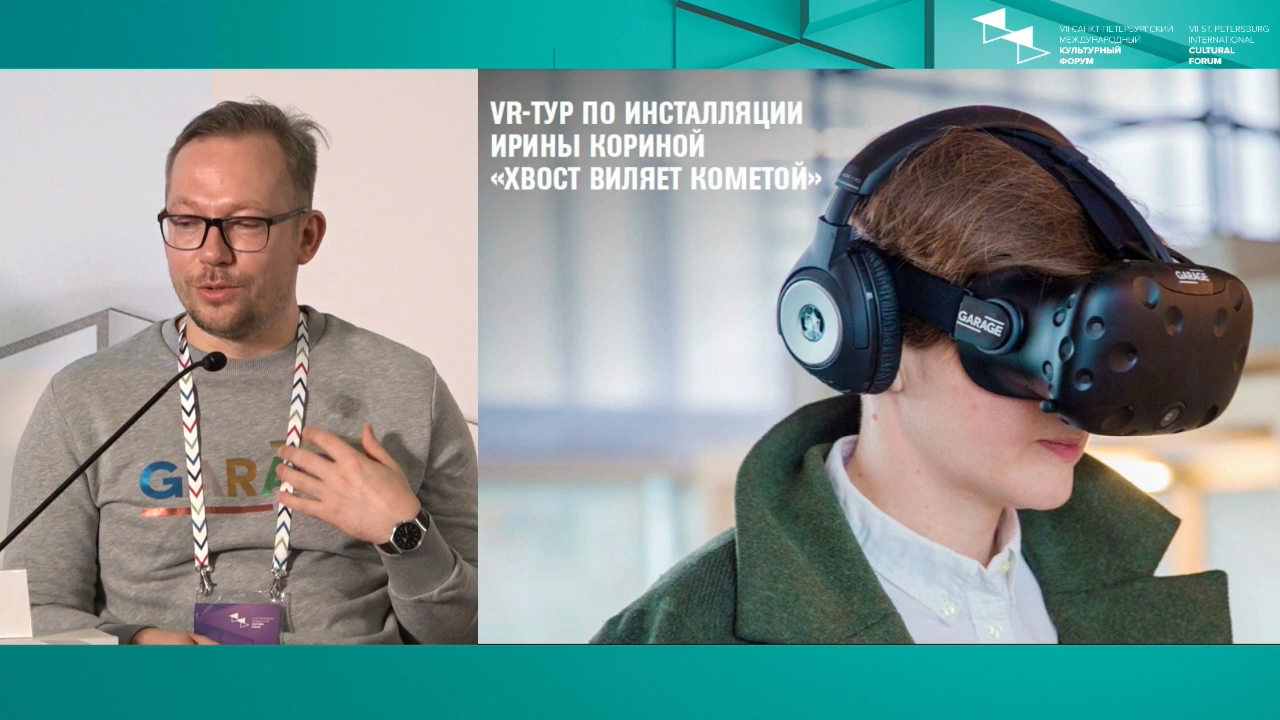 VII САНКТ-ПЕТЕРБУРГСКИЙ
МЕЖДУНАРОДНЫЙ
КУЛЬТУРНЫЙ
ФОРУМ
VII ST. PETERSBURG
INTERNATIONAL
CULTURAL
FORUM
VR-ТУР ПО ИНСТАЛЛЯЦИИ
ИРИНЫ КОРИНОЙ
«ХВОСТ ВИЛЯЕТ КОМЕТОЙ»
GARAGE
GARAGE
GARA